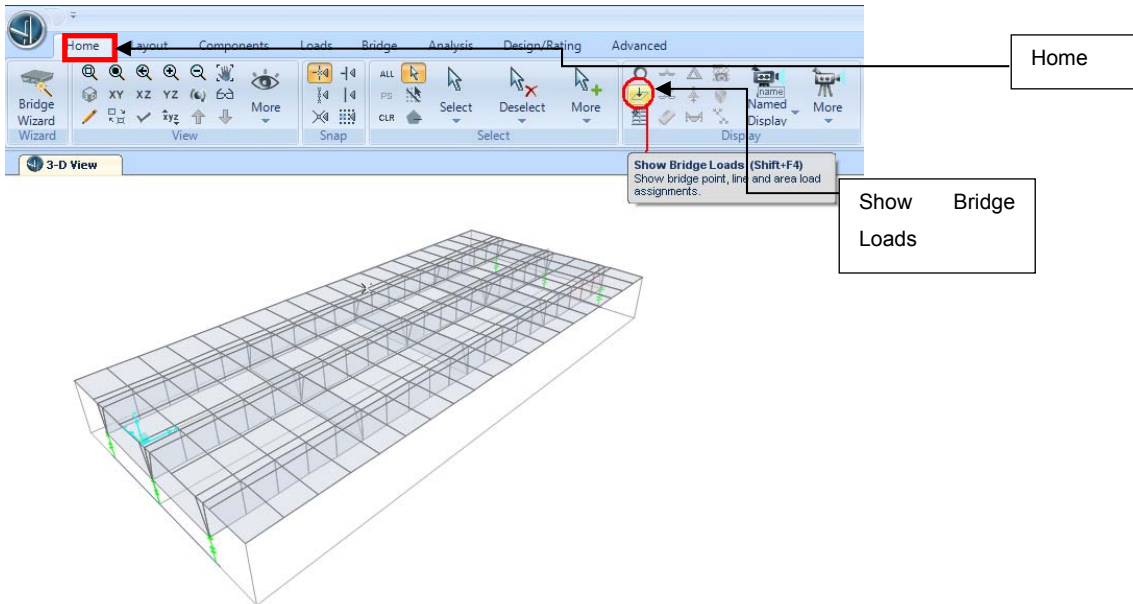 Home Layout Components Loads Bridge Analysis Design/Rating Advanced
Home
XY XZ YZ
xyz
Bridge
Wizard
More
ALL
PS
CLR
Select
Deselect
More
name
Named
Display
More
Wizard View Snap Select Display
3-D View
Show Bridge Loads (Shift+F4)
Show bridge point, line and area load
assignments.
Show Bridge
Loads